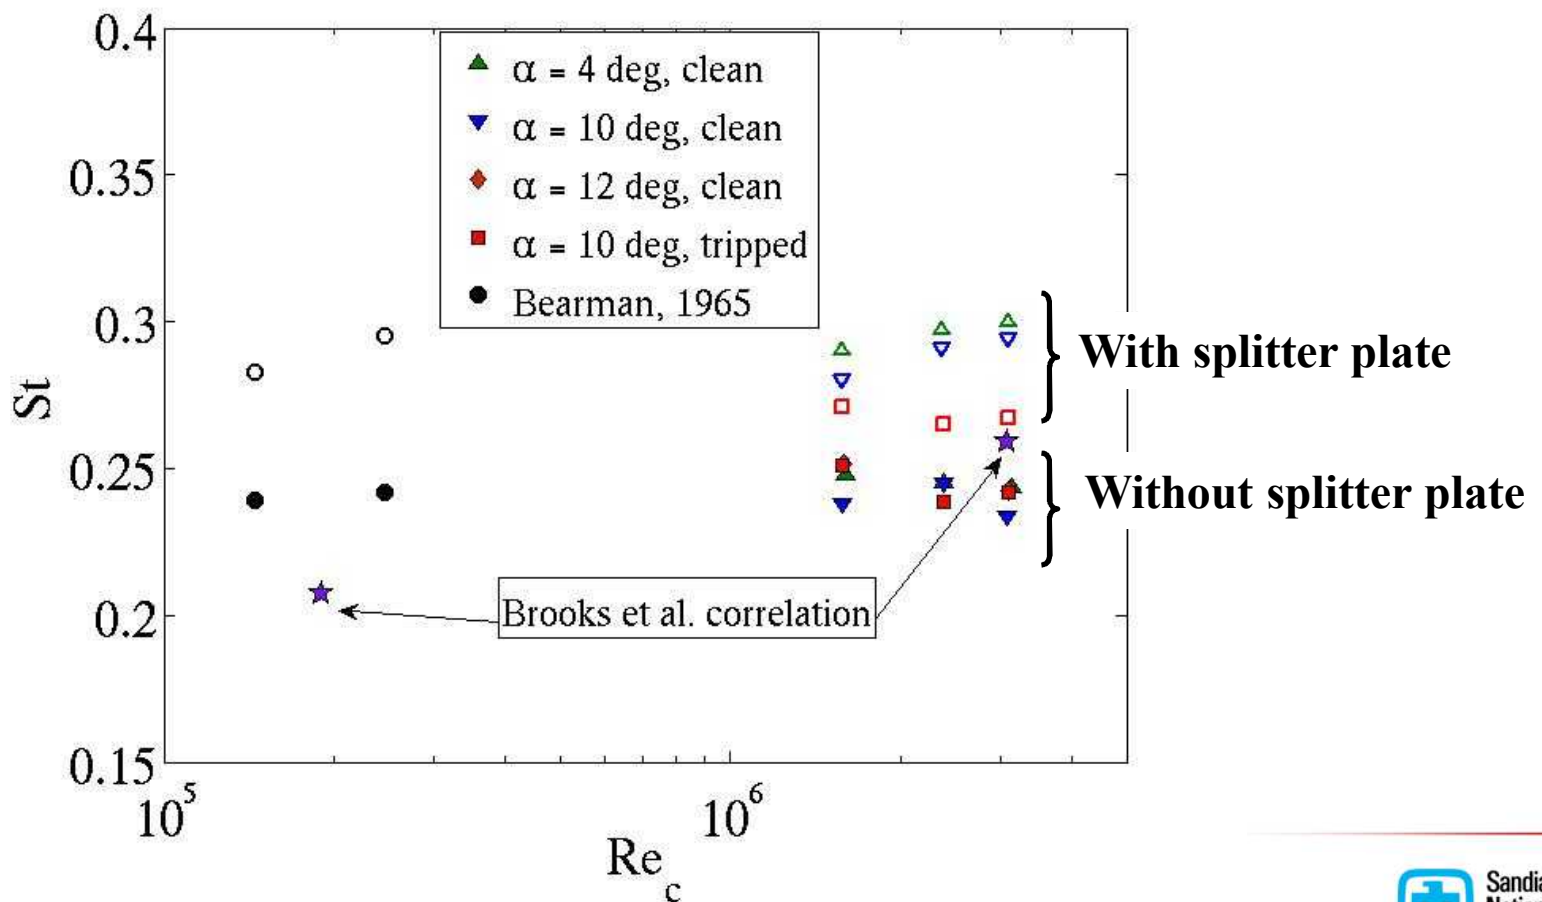 0.4
0.35
0.3
0.25
0.2
0.15
St
10^5
10^6
Re_c
α = 4 deg, clean
α = 10 deg, clean
α = 12 deg, clean
α = 10 deg, tripped
Bearman, 1965
With splitter plate
Without splitter plate
Brooks et al. correlation
Sandia